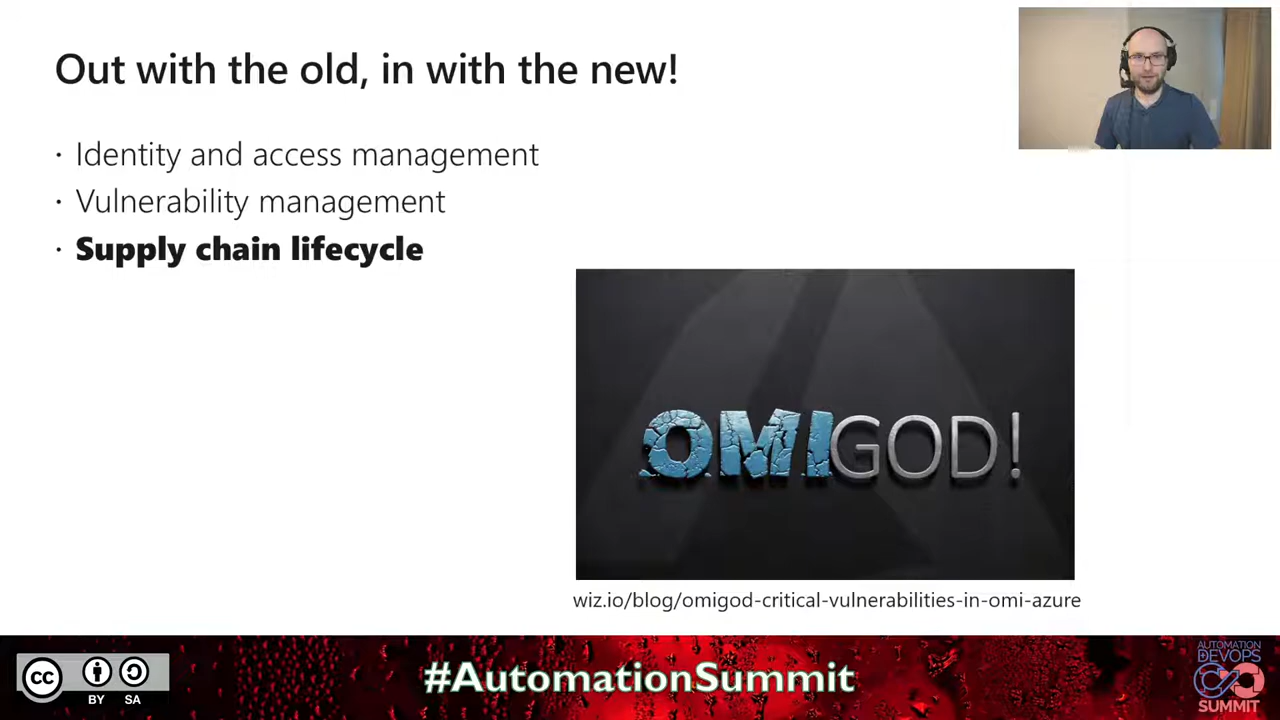 Out with the old, in with the new!
· Identity and access management
· Vulnerability management
· Supply chain lifecycle
OMIGOD!
wiz.io/blog/omigod-critical-vulnerabilities-in-omi-azure
cc
BY SA
#AutomationSummit
AUTOMATION
DEVOPS
SUMMIT